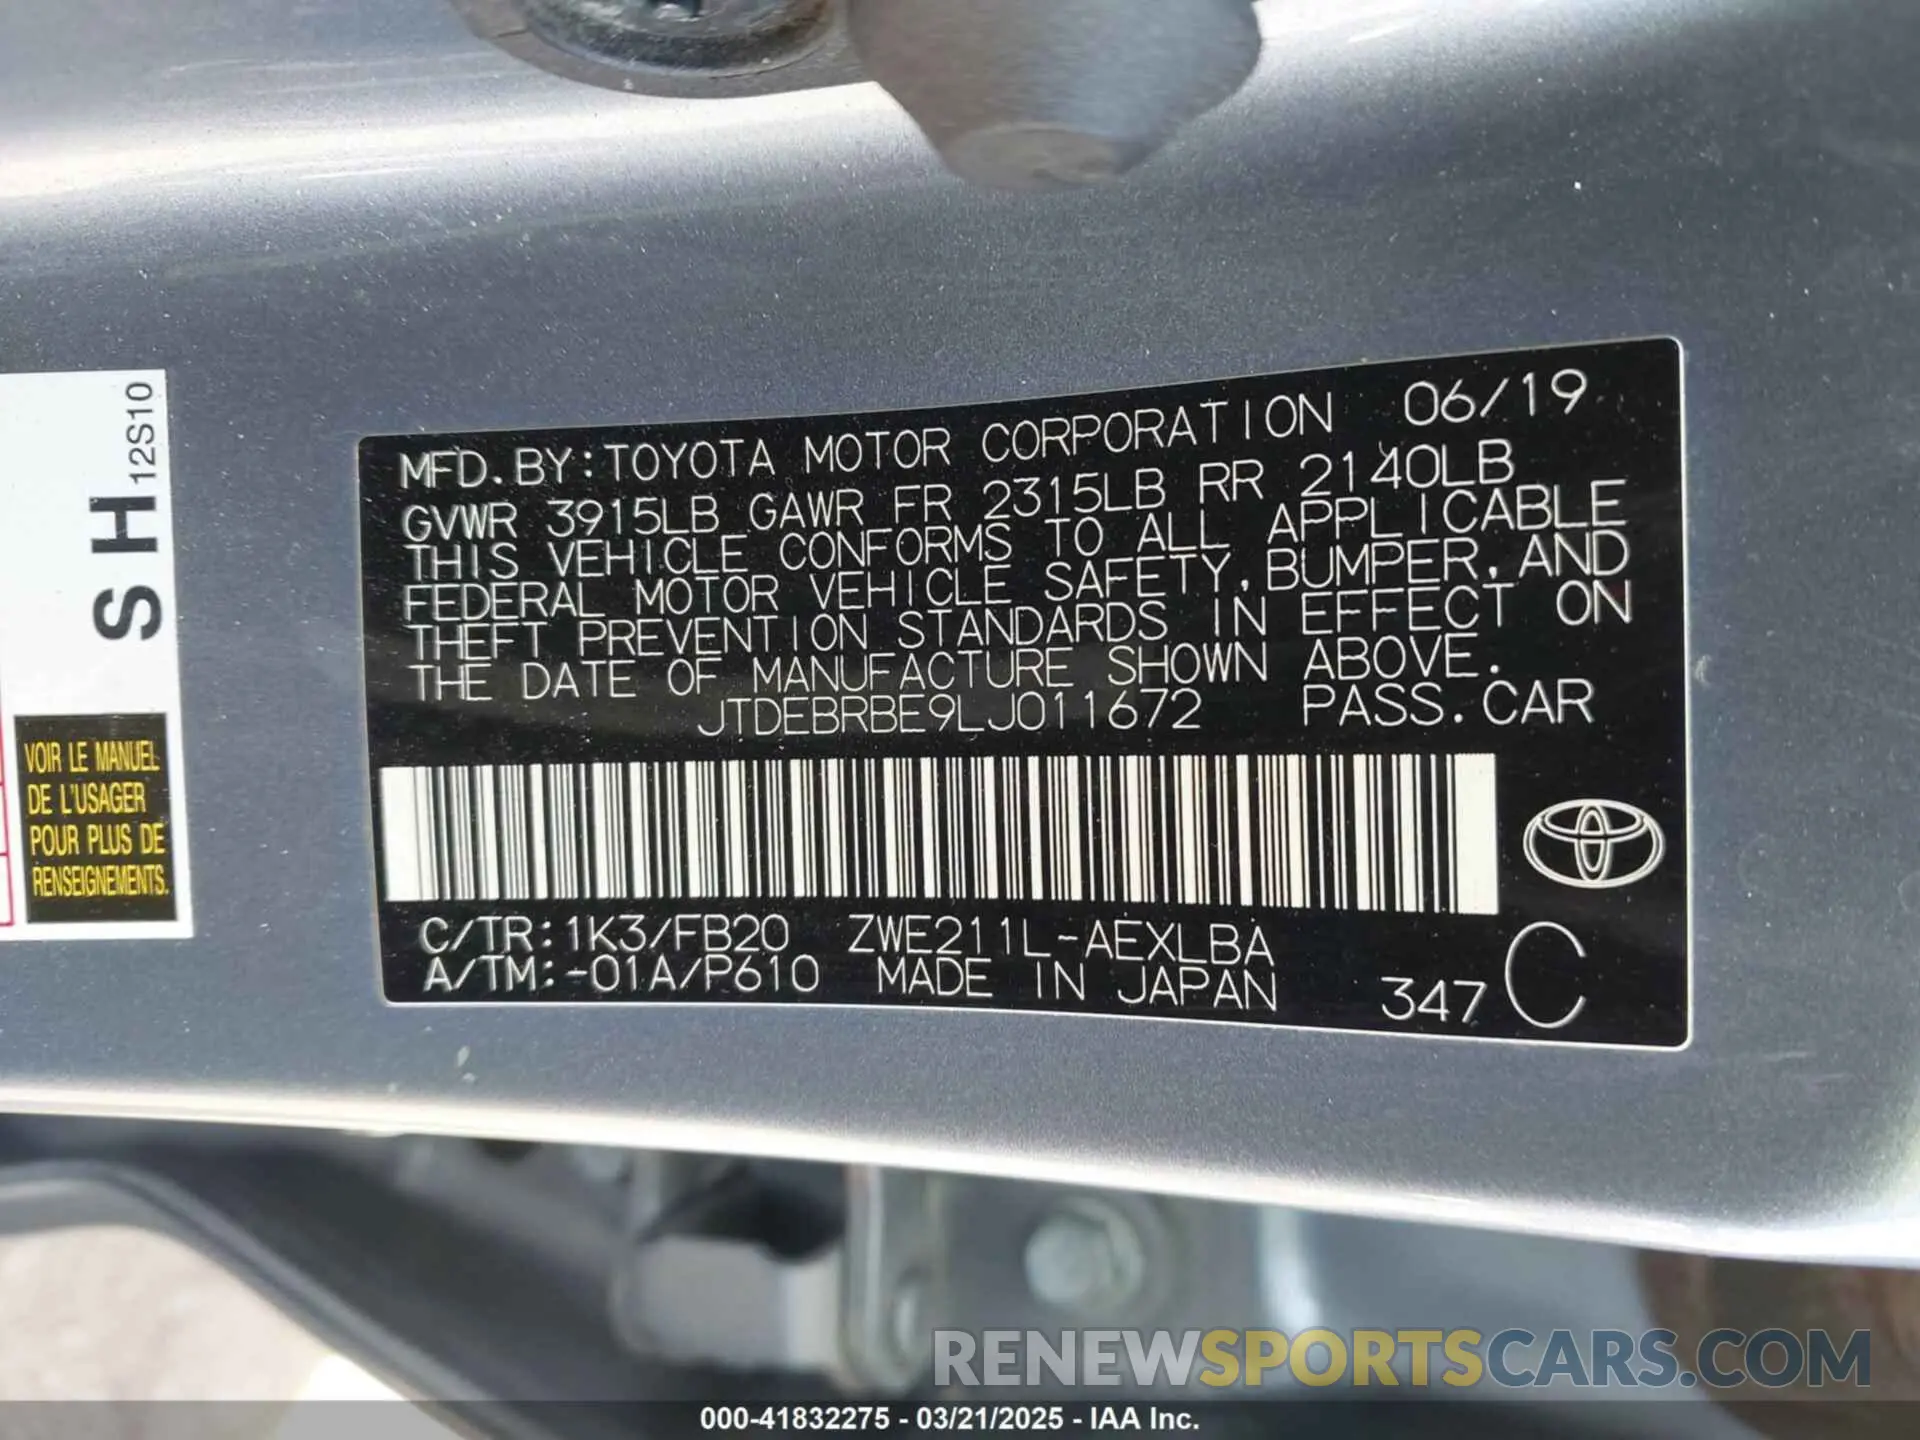 MFD.BY:TOYOTA MOTOR CORPORATION 06/19
GVWR 3915LB GAWR FR 2315LB RR 2140LB
THIS VEHICLE CONFORMS TO ALL APPLICABLE
FEDERAL MOTOR VEHICLE SAFETY, BUMPER, AND
THEFT PREVENTION STANDARDS IN EFFECT ON
THE DATE OF MANUFACTURE SHOWN ABOVE.
JTDEBRBE9LJ011672 PASS.CAR
C/TR:1K3/FB20 ZWE211L-AEXLBA
A/TM:-01A/P610 MADE IN JAPAN 347 C
S H 12S10
VOIR LE MANUEL
DE L'USAGER
POUR PLUS DE
RENSEIGNEMENTS.
RENEWSPORTSCARS.COM
000-41832275 - 03/21/2025 - IAA Inc.